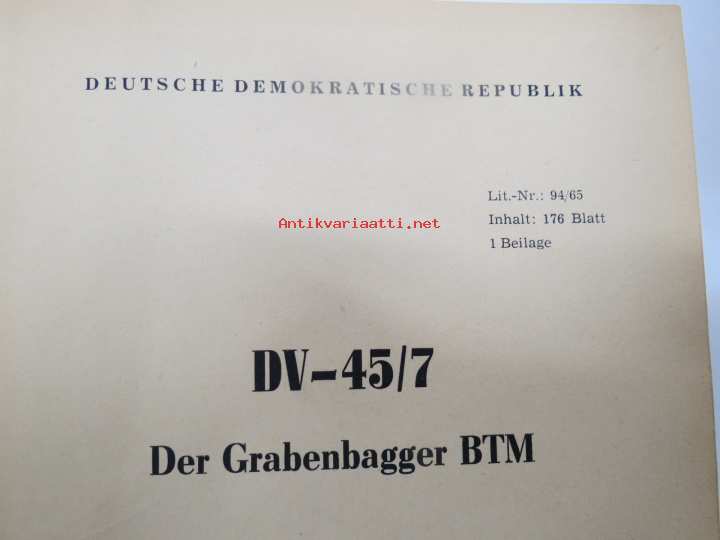 DEUTSCHE DEMOKRATISCHE REPUBLIK
Lit.-Nr.: 94/65
Inhalt: 176 Blatt
1 Beilage
Antikvariaatti.net
DV-45/7
Der Grabenbagger BTM